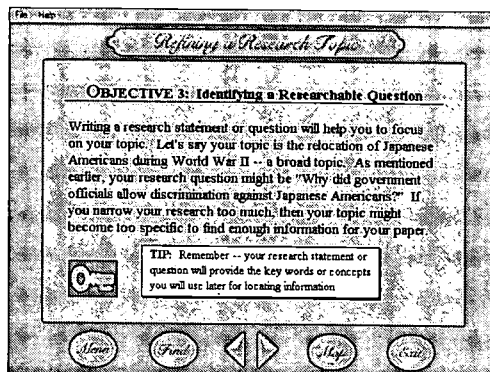 File Help
Refining a Research Topic
OBJECTIVE 3: Identifying a Researchable Question
Writing a research statement or question will help you to focus
on your topic. Let's say your topic is the relocation of Japanese
Americans during World War II -- a broad topic. As mentioned
earlier, your research question might be "Why did government
officials allow discrimination against Japanese Americans?" If
you narrow your research too much, then your topic might
become too specific to find enough information for your paper.
TIP: Remember -- your research statement or
question will provide the key words or concepts
you will use later for locating information
Menu Find Map Exit